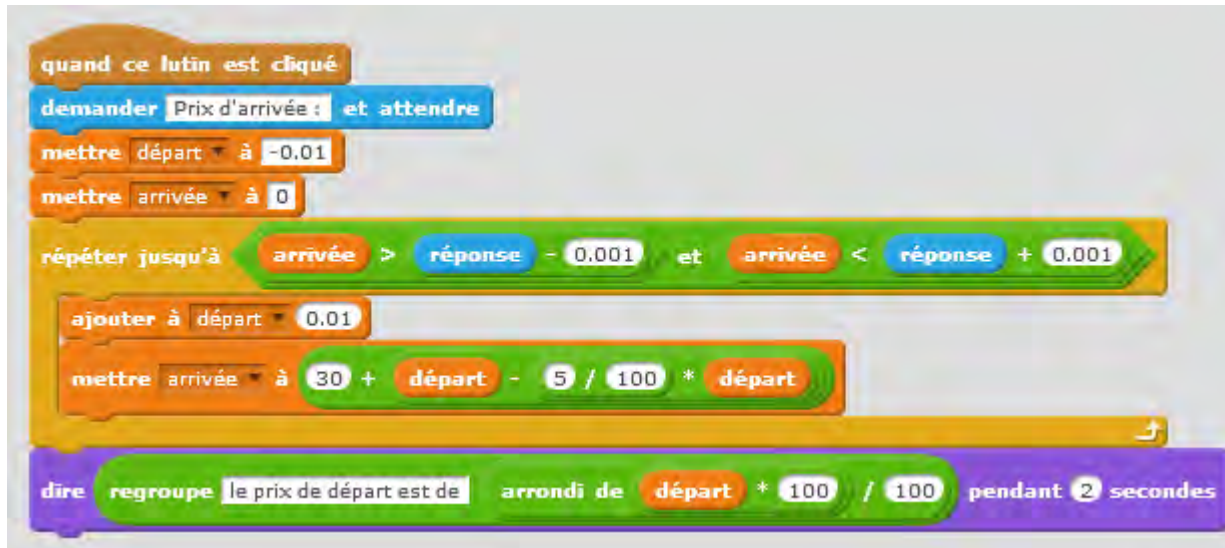 quand ce lutin est cliqué
demander Prix d'arrivée : et attendre
mettre départ à -0.01
mettre arrivée à 0
répéter jusqu'à arrivée > réponse - 0.001 et arrivée < réponse + 0.001
ajouter à départ 0.01
mettre arrivée à 30 + départ - 5 / 100 * départ
dire regroupe le prix de départ est de arrondi de départ * 100 / 100 pendant 2 secondes